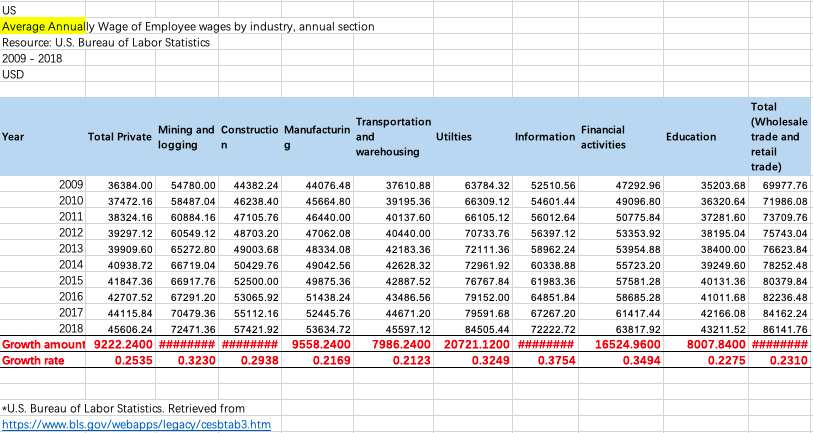 US
Average Annually Wage of Employee wages by industry, annual section
Resource: U.S. Bureau of Labor Statistics
2009 - 2018
USD
Year Total Private Mining and logging Construction Manufacturing Transportation and warehousing Utilties Information Financial activities Education Total (Wholesale trade and retail trade)
2009 36384.00 54780.00 44382.24 44076.48 37610.88 63784.32 52510.56 47292.96 35203.68 69977.76
2010 37472.16 58487.04 46238.40 45664.80 39195.36 66309.12 54601.44 49096.80 36320.64 71986.08
2011 38324.16 60884.16 47105.76 46440.00 40137.60 66105.12 56012.64 50775.84 37281.60 73709.76
2012 39297.12 60549.12 48703.20 47062.08 40440.00 70733.76 56397.12 53353.92 38195.04 75743.04
2013 39909.60 65272.80 49003.68 48334.08 42183.36 72111.36 58962.24 53954.88 38400.00 76623.84
2014 40938.72 66719.04 50429.76 49042.56 42628.32 72961.92 60338.88 55723.20 39249.60 78252.48
2015 41847.36 66917.76 52500.00 49875.36 42887.52 76767.84 61983.36 57581.28 40131.36 80379.84
2016 42707.52 67291.20 53065.92 51438.24 43486.56 79152.00 64851.84 58685.28 41011.68 82236.48
2017 44115.84 70479.36 55112.16 52445.76 44671.20 79591.68 67267.20 61417.44 42166.08 84162.24
2018 45606.24 72471.36 57421.92 53634.72 45597.12 84505.44 72222.72 63817.92 43211.52 86141.76
Growth amount 9222.2400 ######## ######## 9558.2400 7986.2400 20721.1200 ######## 16524.9600 8007.8400 ########
Growth rate 0.2535 0.3230 0.2938 0.2169 0.2123 0.3249 0.3754 0.3494 0.2275 0.2310
*U.S. Bureau of Labor Statistics. Retrieved from
https://www.bls.gov/webapps/legacy/cesbtab3.htm